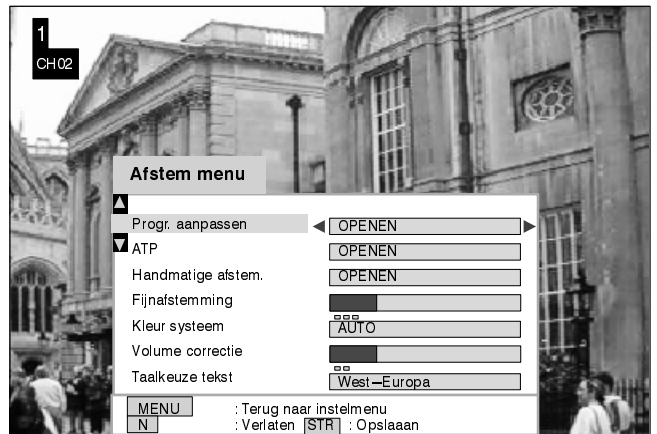 1
CH02
Afstem menu
Progr. aanpassen OPENEN
ATP OPENEN
Handmatige afstem. OPENEN
Fijnafstemming
Kleur systeem AUTO
Volume correctie
Taalkeuze tekst West–Europa
MENU : Terug naar instelmenu
N : Verlaten STR : Opslaaan